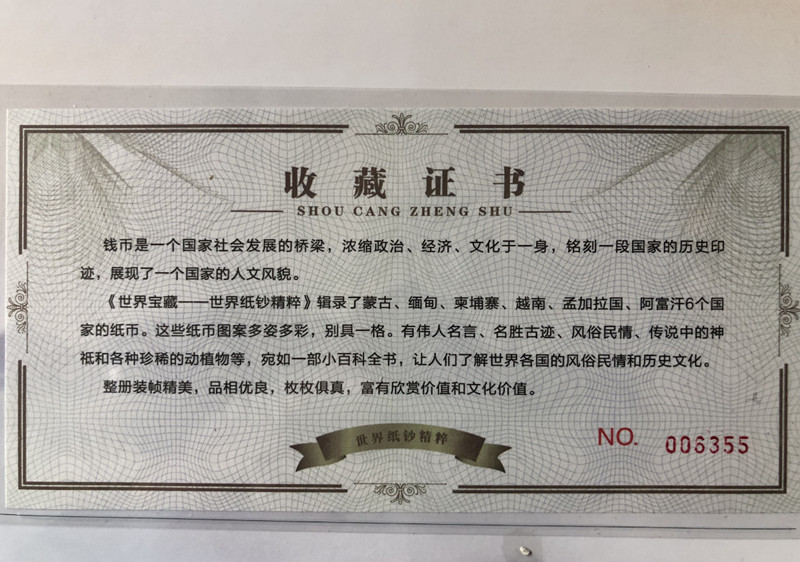 收藏证书
SHOU CANG ZHENG SHU
钱币是一个国家社会发展的桥梁，浓缩政治、经济、文化于一身，铭刻一段国家的历史印
迹，展现了一个国家的人文风貌。
《世界宝藏——世界纸钞精粹》辑录了蒙古、缅甸、柬埔寨、越南、孟加拉国、阿富汗6个国
家的纸币。这些纸币图案多姿多彩，别具一格。有伟人名言、名胜古迹、风俗民情、传说中的神
祇和各种珍稀的动植物等，宛如一部小百科全书，让人们了解世界各国的风俗民情和历史文化。
整册装帧精美，品相优良，枚枚俱真，富有欣赏价值和文化价值。
世界纸钞精粹
NO. 006355